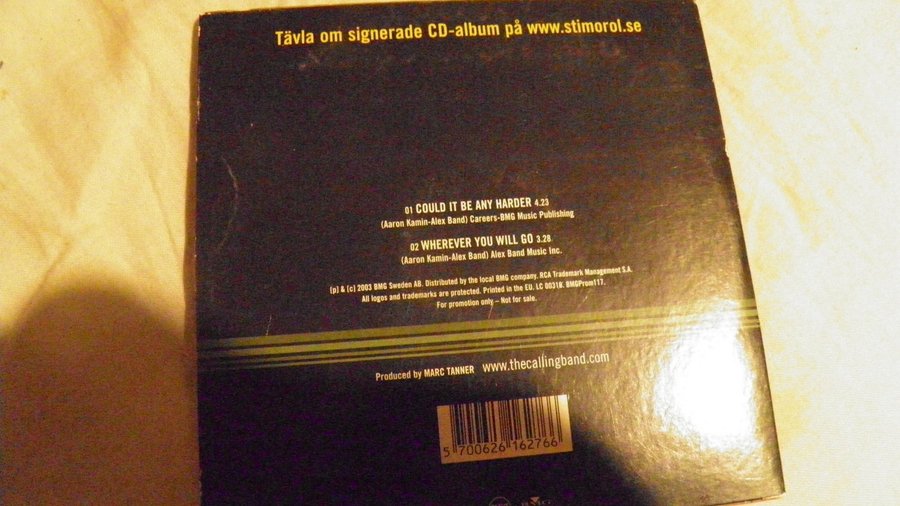 Tävla om signerade CD-album på www.stimorol.se
01 COULD IT BE ANY HARDER 4.23
(Aaron Kamin-Alex Band) Careers-BMG Music Publishing
02 WHEREVER YOU WILL GO 3.28
(Aaron Kamin-Alex Band) Alex Band Music Inc.
(p) & (c) 2003 BMG Sweden AB. Distributed by the local BMG company. RCA Trademark Management S.A.
All logos and trademarks are protected. Printed in the EU. LC 00316. BMGProm117.
For promotion only – Not for sale.
Produced by MARC TANNER www.thecallingband.com
5 700626 162766